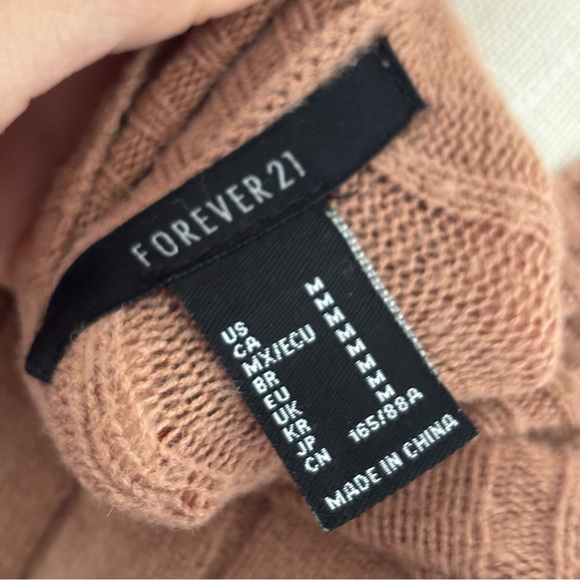 FOREVER 21
US M
CA M
MX/ECU M
BR M
EU M
UK M
KR M
JP M
CN 165/88A
MADE IN CHINA